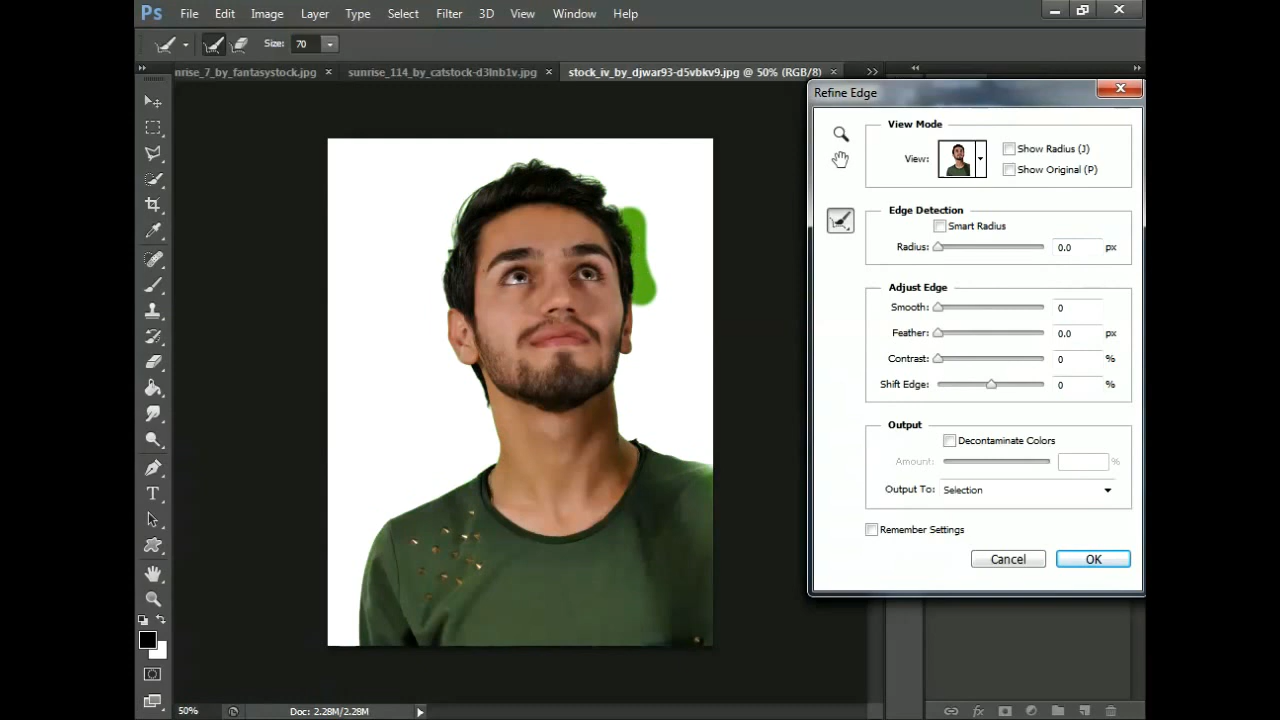 Ps File Edit Image Layer Type Select Filter 3D View Window Help
Size: 70
nrise_7_by_fantasystock.jpg × sunrise_114_by_catstock-d3lnb1v.jpg × stock_iv_by_djwar93-d5vbkv9.jpg @ 50% (RGB/8) ×
Refine Edge
View Mode
View:
Show Radius (J)
Show Original (P)
Edge Detection
Smart Radius
Radius: 0.0 px
Adjust Edge
Smooth: 0
Feather: 0.0 px
Contrast: 0 %
Shift Edge: 0 %
Output
Decontaminate Colors
Amount: %
Output To: Selection
Remember Settings
Cancel OK
T
50% Doc: 2.28M/2.28M
fx